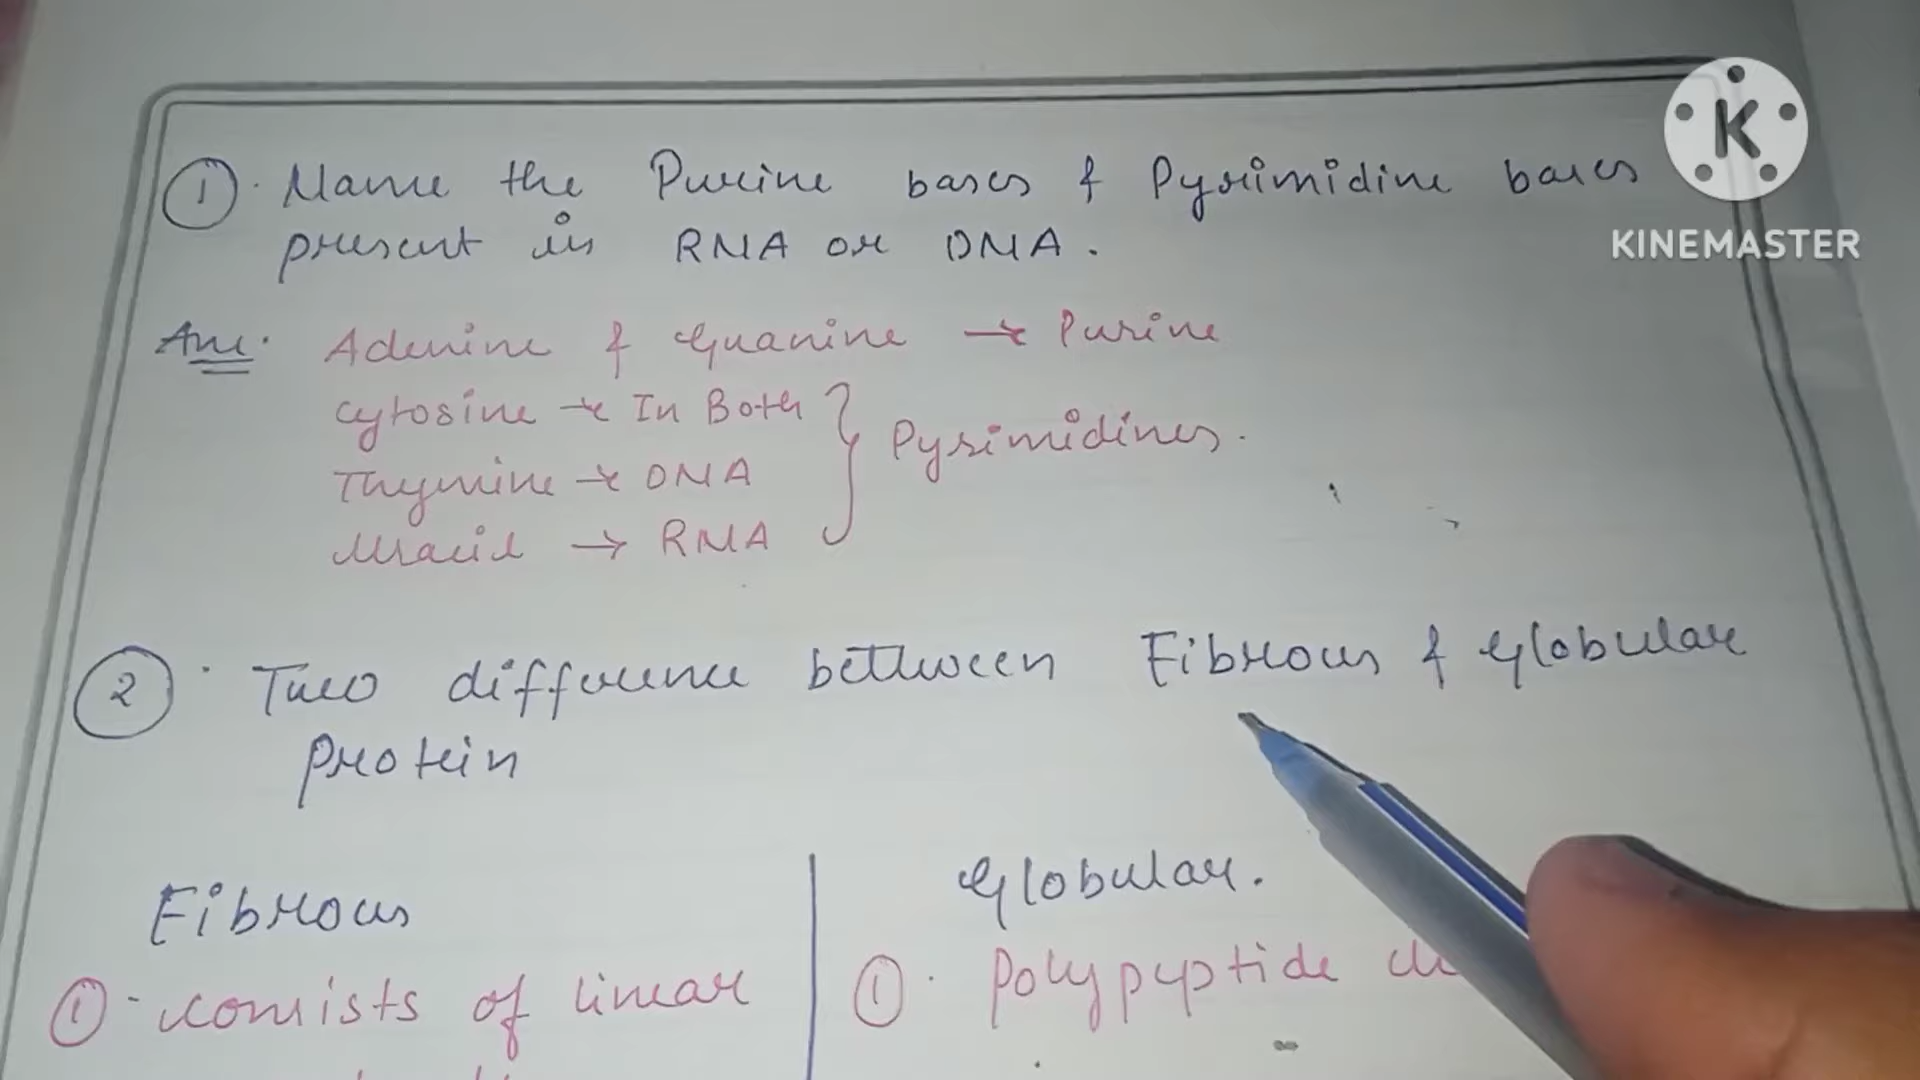 1. Name the Purine bases & Pyrimidine bases
present in RNA or DNA.
Ans. Adenine & Guanine → Purine
Cytosine → In Both
Thymine → DNA
Uracil → RNA
Pyrimidines.
2. Two difference between Fibrous & Globular
protein
Fibrous
1. consists of linear
Globular.
1. Polypeptide
K
KINEMASTER